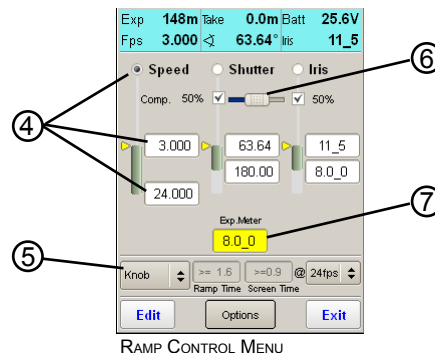 Exp 148m Take 0.0m Batt 25.6V
Fps 3.000 ∢ 63.64° Iris 11_5
Speed Shutter Iris
Comp. 50% 50%
3.000 63.64 11_5
180.00 8.0_0
24.000
Exp.Meter
8.0_0
Knob >= 1.6 >=0.9 @ 24fps
Ramp Time Screen Time
Edit Options Exit
4
5
6
7
RAMP CONTROL MENU